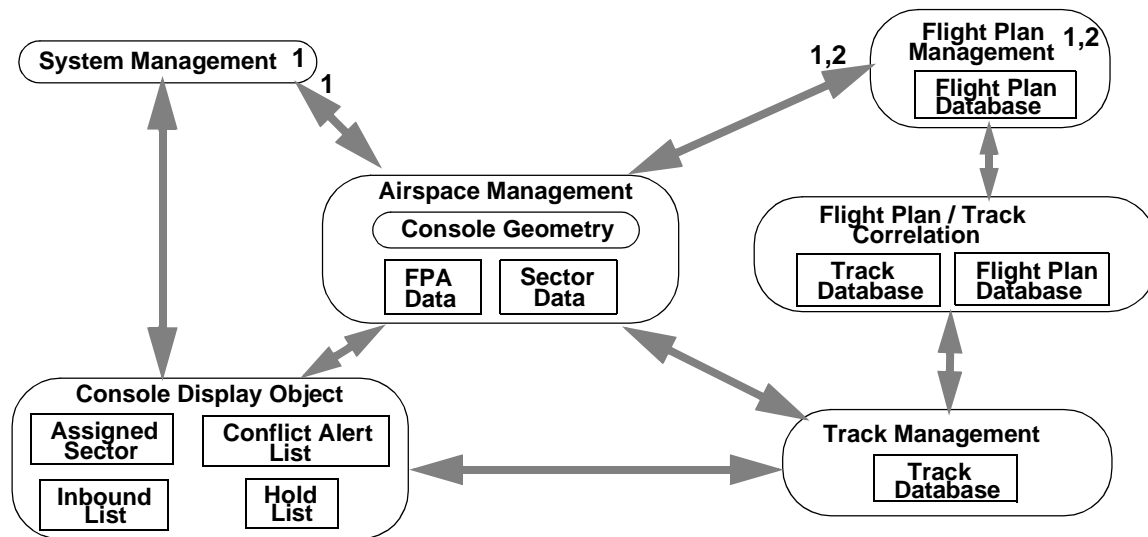 System Management 1
1
1,2
Flight Plan
Management 1,2
Flight Plan
Database
Airspace Management
Console Geometry
FPA
Data
Sector
Data
Flight Plan / Track
Correlation
Track
Database
Flight Plan
Database
Console Display Object
Assigned
Sector
Conflict Alert
List
Inbound
List
Hold
List
Track Management
Track
Database